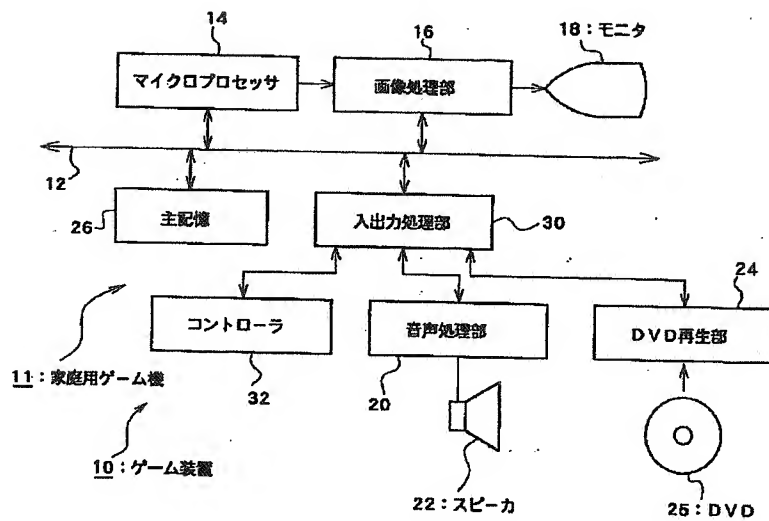 14
16
18：モニタ
マイクロプロセッサ
画像処理部
12
26
主記憶
入出力処理部
30
24
コントローラ
音声処理部
DVD再生部
11：家庭用ゲーム機
32
20
10：ゲーム装置
22：スピーカ
25：DVD